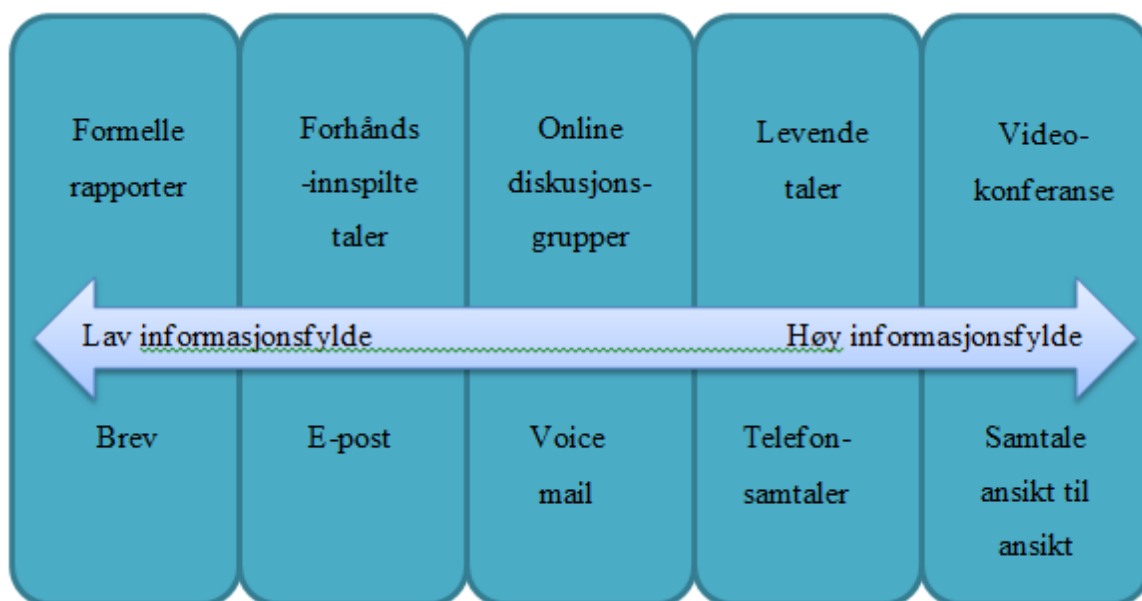 Formelle
rapporter
Forhånds
-innspilte
taler
Online
diskusjons-
grupper
Levende
taler
Video-
konferanse
Lav informasjonsfylde
Høy informasjonsfylde
Brev
E-post
Voice
mail
Telefon-
samtaler
Samtale
ansikt til
ansikt